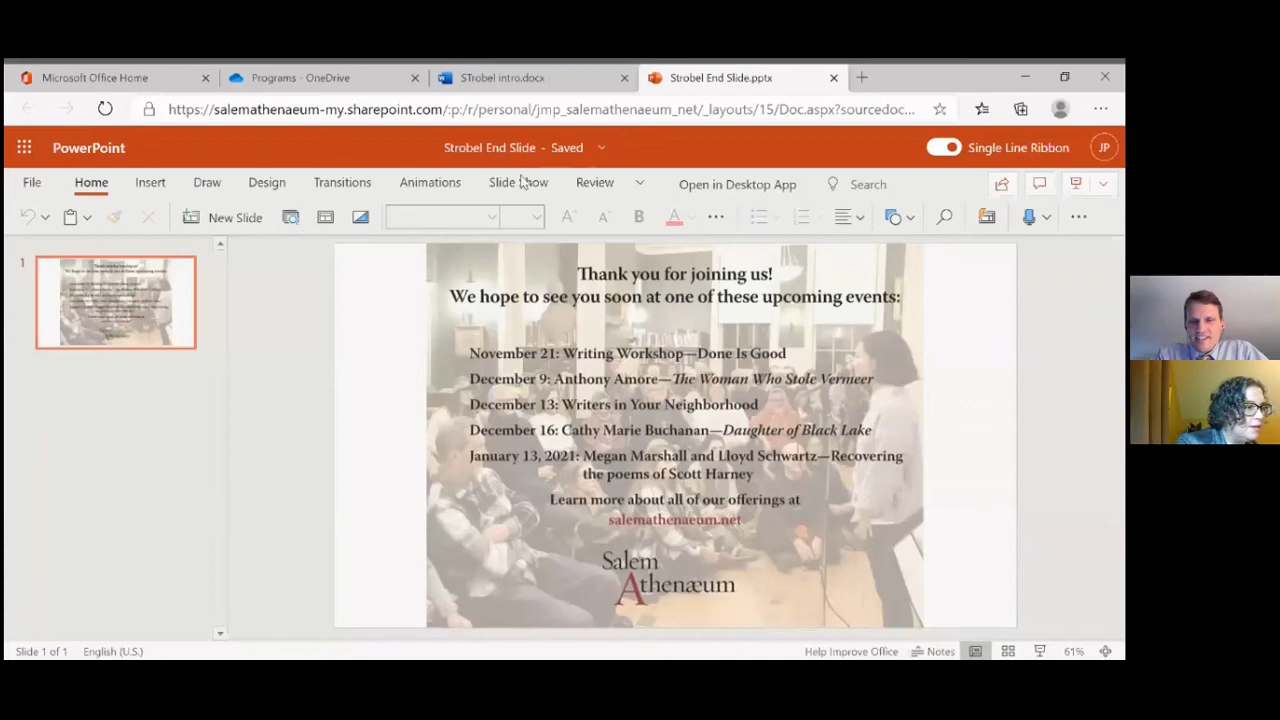 Microsoft Office Home
Programs - OneDrive
STrobel intro.docx
Strobel End Slide.pptx
https://salemathenaeum-my.sharepoint.com/:p:/r/personal/jmp_salemathenaeum_net/_layouts/15/Doc.aspx?sourcedoc...
PowerPoint
Strobel End Slide - Saved
Single Line Ribbon
JP
File
Home
Insert
Draw
Design
Transitions
Animations
Slide Show
Review
Open in Desktop App
Search
New Slide
1
Thank you for joining us!
We hope to see you soon at one of these upcoming events:
November 21: Writing Workshop—Done Is Good
December 9: Anthony Amore—The Woman Who Stole Vermeer
December 13: Writers in Your Neighborhood
December 16: Cathy Marie Buchanan—Daughter of Black Lake
January 13, 2021: Megan Marshall and Lloyd Schwartz—Recovering
the poems of Scott Harney
Learn more about all of our offerings at
salemathenaeum.net
Salem
Athenæum
Slide 1 of 1
English (U.S.)
Help Improve Office
Notes
61%